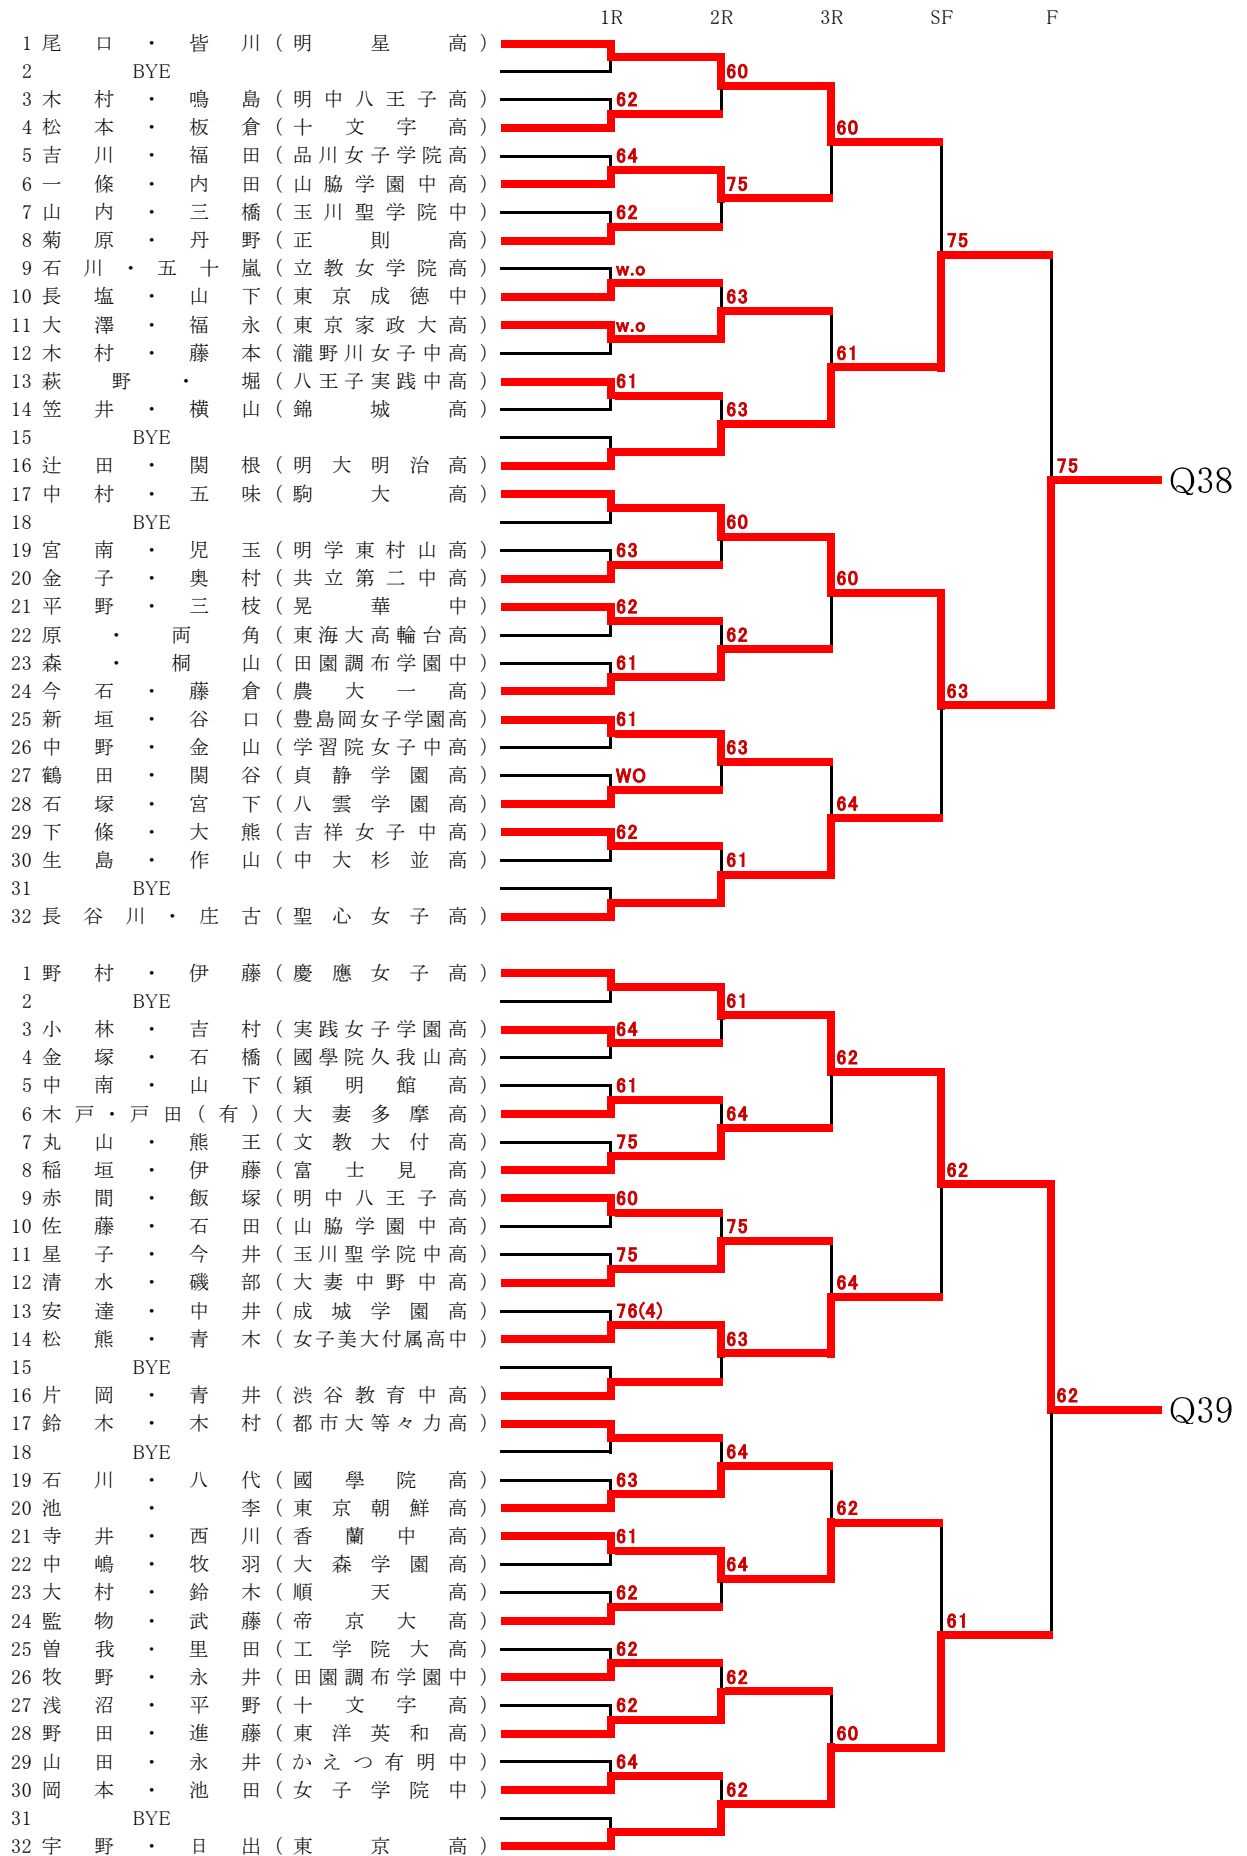 1R 2R 3R SF F
1 尾口・皆川(明星高)
2 BYE 60
3 木村・鳴島(明中八王子高) 62
4 松本・板倉(十文字高) 60
5 吉川・福田(品川女子学院高) 64
6 一條・内田(山脇学園中高) 75
7 山内・三橋(玉川聖学院中) 62
8 菊原・丹野(正則高) 75
9 石川・五十嵐(立教女学院高) w.o
10 長塩・山下(東京成徳中) 63
11 大澤・福永(東京家政大高) w.o
12 木村・藤本(瀧野川女子中高) 61
13 萩野・堀(八王子実践中高) 61
14 笠井・横山(錦城高) 63
15 BYE
16 辻田・関根(明大明治高) 75
17 中村・五味(駒大高) Q38
18 BYE 60
19 宮南・児玉(明学東村山高) 63
20 金子・奥村(共立第二中高) 60
21 平野・三枝(晃華中) 62
22 原・両角(東海大高輪台高) 62
23 森・桐山(田園調布学園中) 61
24 今石・藤倉(農大一高) 63
25 新垣・谷口(豊島岡女子学園高) 61
26 中野・金山(学習院女子中高) 63
27 鶴田・関谷(貞静学園高) WO
28 石塚・宮下(八雲学園高) 64
29 下條・大熊(吉祥女子中高) 62
30 生島・作山(中大杉並高) 61
31 BYE
32 長谷川・庄古(聖心女子高)
1 野村・伊藤(慶應女子高)
2 BYE 61
3 小林・吉村(実践女子学園高) 64
4 金塚・石橋(國學院久我山高) 62
5 中南・山下(穎明館高) 61
6 木戸・戸田(有)(大妻多摩高) 64
7 丸山・熊王(文教大付高) 75
8 稲垣・伊藤(富士見高) 62
9 赤間・飯塚(明中八王子高) 60
10 佐藤・石田(山脇学園中高) 75
11 星子・今井(玉川聖学院中高) 75
12 清水・磯部(大妻中野中高) 64
13 安達・中井(成城学園高) 76(4)
14 松熊・青木(女子美大付属高中) 63
15 BYE
16 片岡・青井(渋谷教育中高) 62
17 鈴木・木村(都市大等々力高) Q39
18 BYE 64
19 石川・八代(國學院高) 63
20 池・李(東京朝鮮高) 62
21 寺井・西川(香蘭中高) 61
22 中嶋・牧羽(大森学園高) 64
23 大村・鈴木(順天高) 62
24 監物・武藤(帝京大高) 61
25 曽我・里田(工学院大高) 62
26 牧野・永井(田園調布学園中) 62
27 浅沼・平野(十文字高) 62
28 野田・進藤(東洋英和高) 60
29 山田・永井(かえつ有明中) 64
30 岡本・池田(女子学院中) 62
31 BYE
32 宇野・日出(東京高)